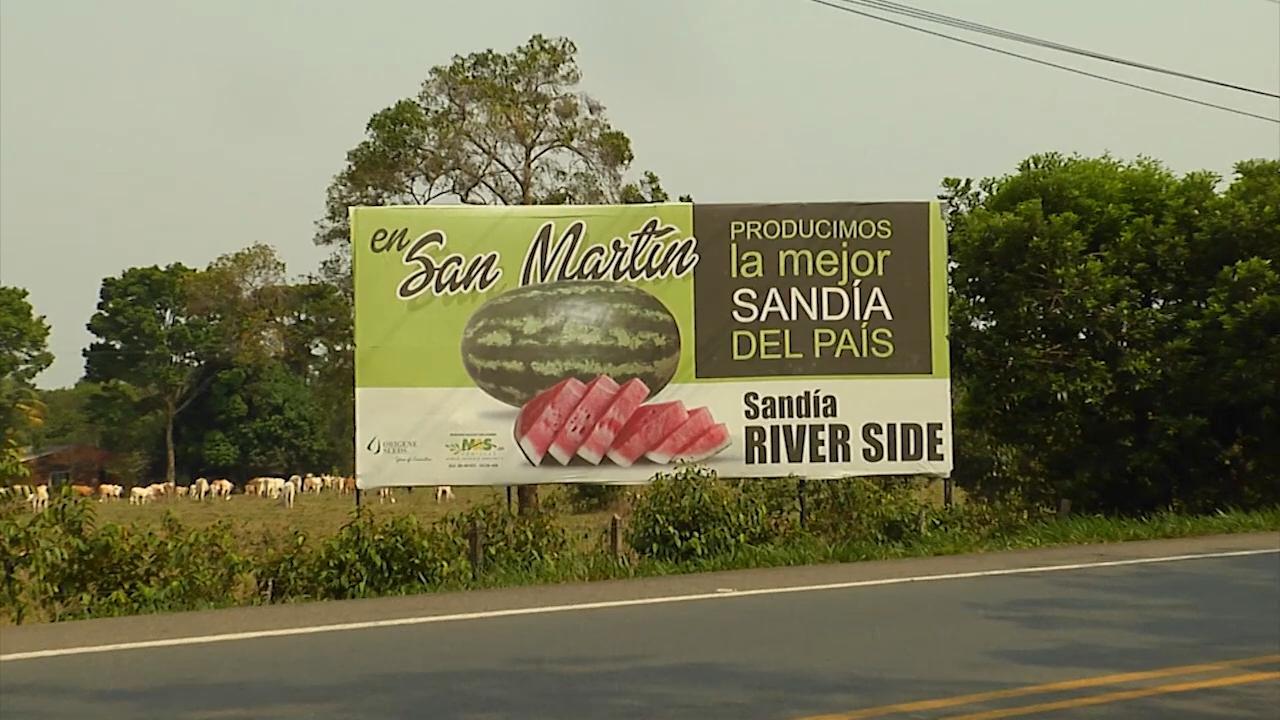 en
San Martín
PRODUCIMOS
la mejor
SANDÍA
DEL PAÍS
Sandía
RIVER SIDE
ORIGENE
SEEDS